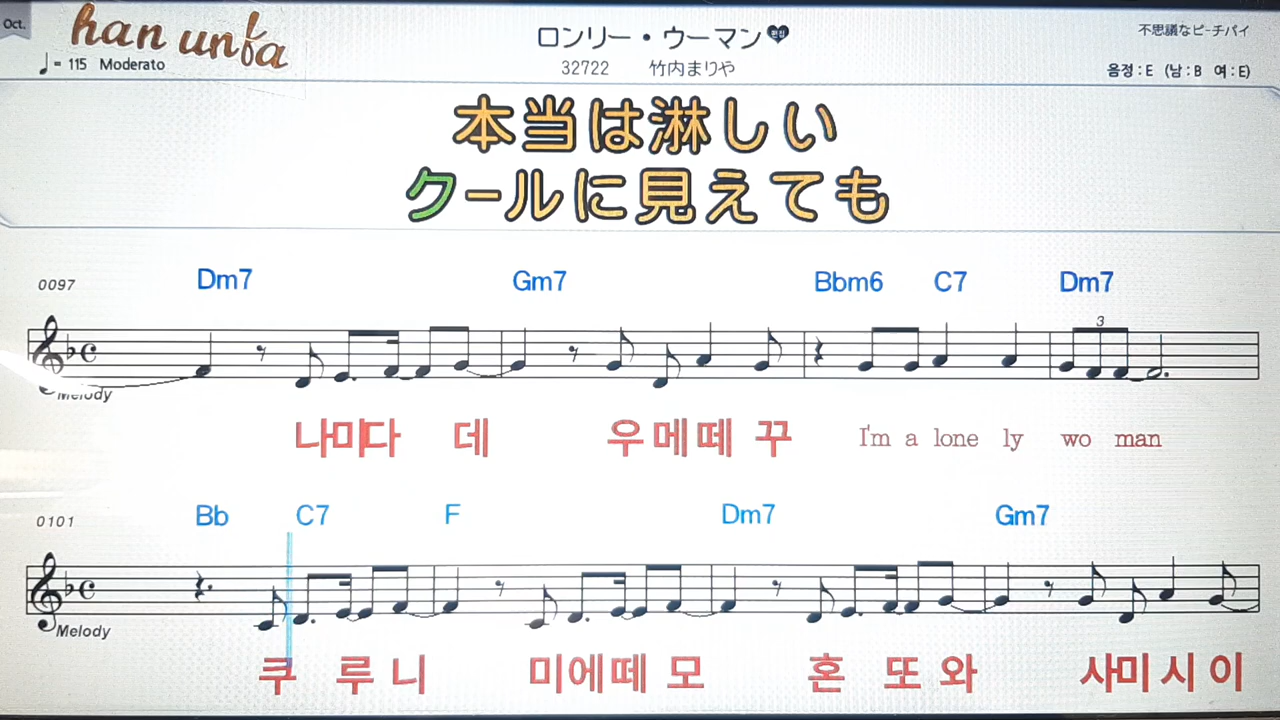 Oct.
han unfa
ロンリー・ウーマン
편집
不思議なピーチパイ
♩= 115 Moderato
32722 竹内まりや
음정 : E (남 : B 여 : E)
本当は淋しい
クールに見えても
0097 Dm7 Gm7 Bbm6 C7 Dm7
3
Melody
나미다 데 우메떼 꾸 I'm a lone ly wo man
0101 Bb C7 F Dm7 Gm7
Melody
쿠 루니 미에떼 모 혼 또와 사미시이